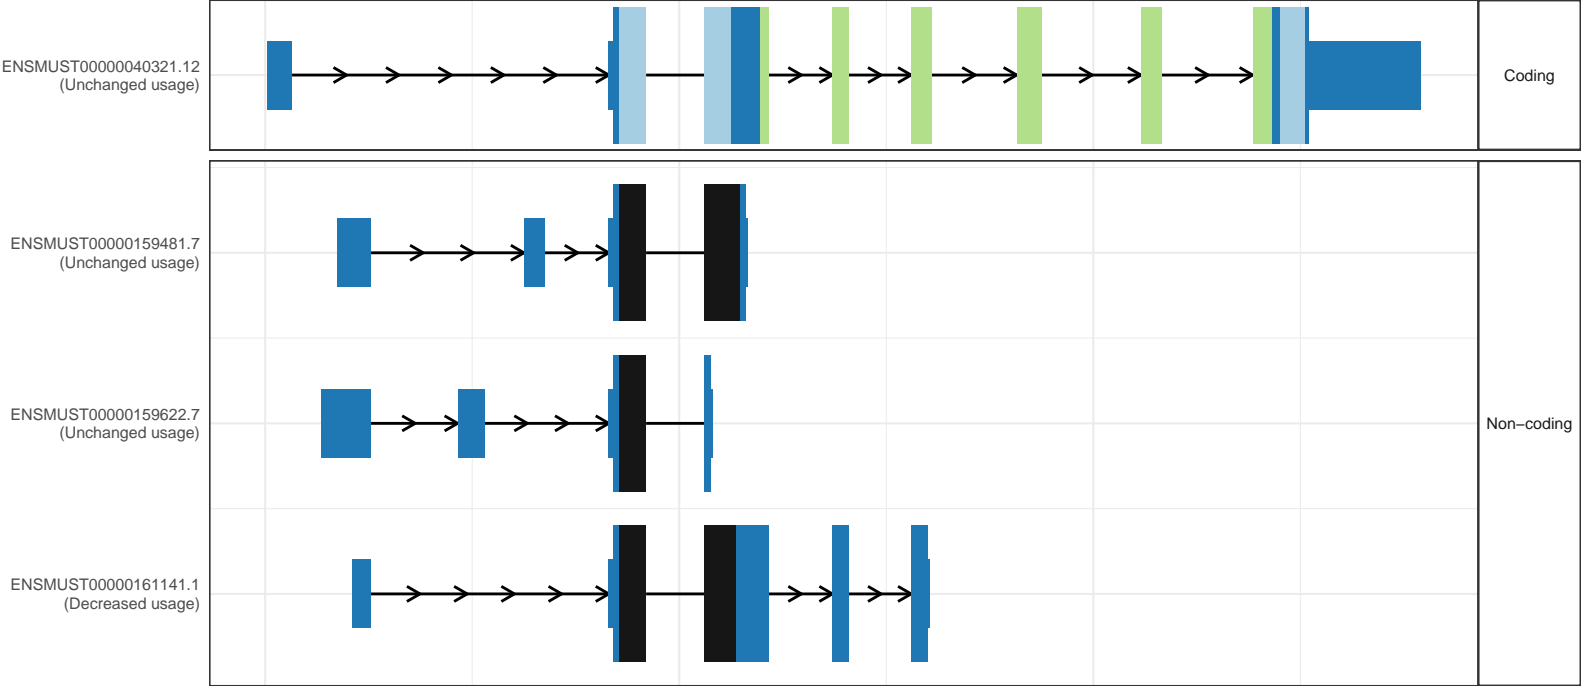 ENSMUST00000040321.12
(Unchanged usage)
Coding
ENSMUST00000159481.7
(Unchanged usage)
ENSMUST00000159622.7
(Unchanged usage)
Non−coding
ENSMUST00000161141.1
(Decreased usage)